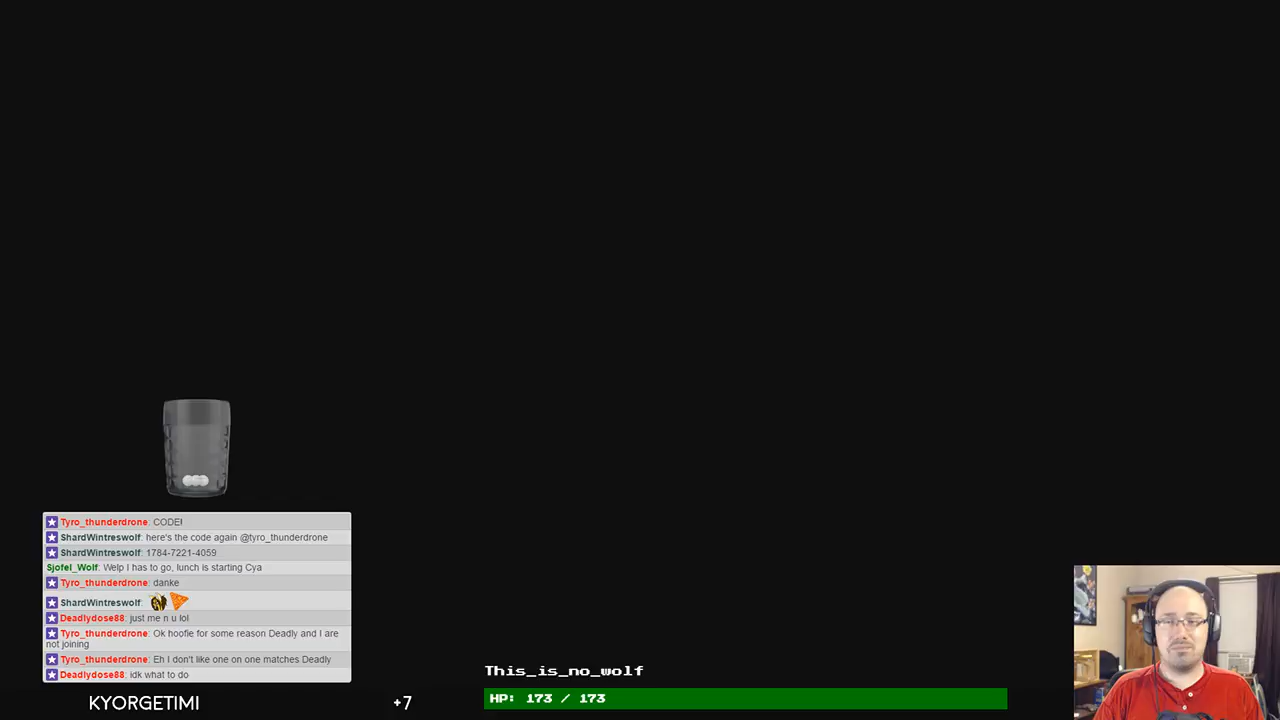 Tyro_thunderdrone: CODE!
ShardWintreswolf: here's the code again @tyro_thunderdrone
ShardWintreswolf: 1784-7221-4059
Sjofel_Wolf: Welp I has to go, lunch is starting Cya
Tyro_thunderdrone: danke
ShardWintreswolf:
Deadlydose88: just me n u lol
Tyro_thunderdrone: Ok hoofie for some reason Deadly and I are
not joining
Tyro_thunderdrone: Eh I don't like one on one matches Deadly
Deadlydose88: idk what to do
KYORGETIMI +7
This_is_no_wolf
HP: 173 / 173